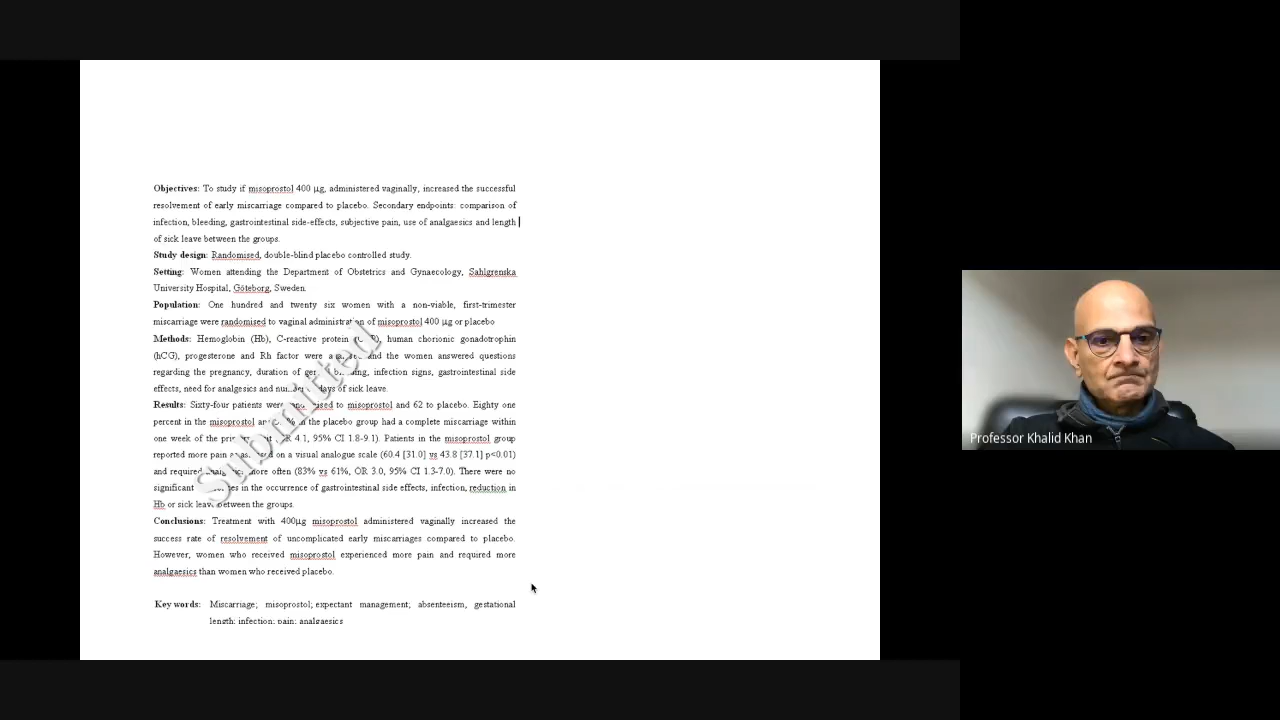 Objectives: To study if misoprostol 400 µg, administered vaginally, increased the successful
resolvement of early miscarriage compared to placebo. Secondary endpoints: comparison of
infection, bleeding, gastrointestinal side-effects, subjective pain, use of analgaesics and length
of sick leave between the groups.
Study design: Randomised, double-blind placebo controlled study.
Setting: Women attending the Department of Obstetrics and Gynaecology, Sahlgrenska
University Hospital, Göteborg, Sweden.
Population: One hundred and twenty six women with a non-viable, first-trimester
miscarriage were randomised to vaginal administration of misoprostol 400 µg or placebo
Methods: Hemoglobin (Hb), C-reactive protein human chorionic gonadotrophin
(hCG), progesterone and Rh factor were and the women answered questions
regarding the pregnancy, duration of infection signs, gastrointestinal side
effects, need for analgesics and days of sick leave.
Results: Sixty-four patients were to misoprostol and 62 to placebo. Eighty one
percent in the misoprostol in the placebo group had a complete miscarriage within
one week of the 4.1, 95% CI 1.8-9.1). Patients in the misoprostol group
reported more pain on a visual analogue scale (60.4 [31.0] vs 43.8 [37.1] p<0.01)
and required more often (83% vs 61%, OR 3.0, 95% CI 1.3-7.0). There were no
significant in the occurrence of gastrointestinal side effects, infection, reduction in
Hb or sick leave between the groups.
Conclusions: Treatment with 400µg misoprostol administered vaginally increased the
success rate of resolvement of uncomplicated early miscarriages compared to placebo.
However, women who received misoprostol experienced more pain and required more
analgaesics than women who received placebo.
Key words: Miscarriage; misoprostol; expectant management; absenteeism, gestational
length; infection; pain; analgaesics
Submitted
Professor Khalid Khan